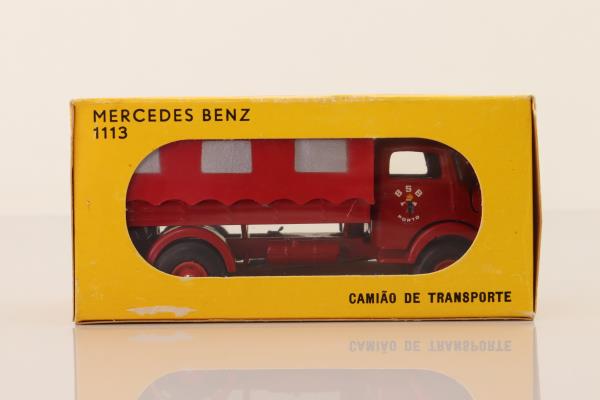 MERCEDES BENZ
1113
BSB
PORTO
CAMIÃO DE TRANSPORTE